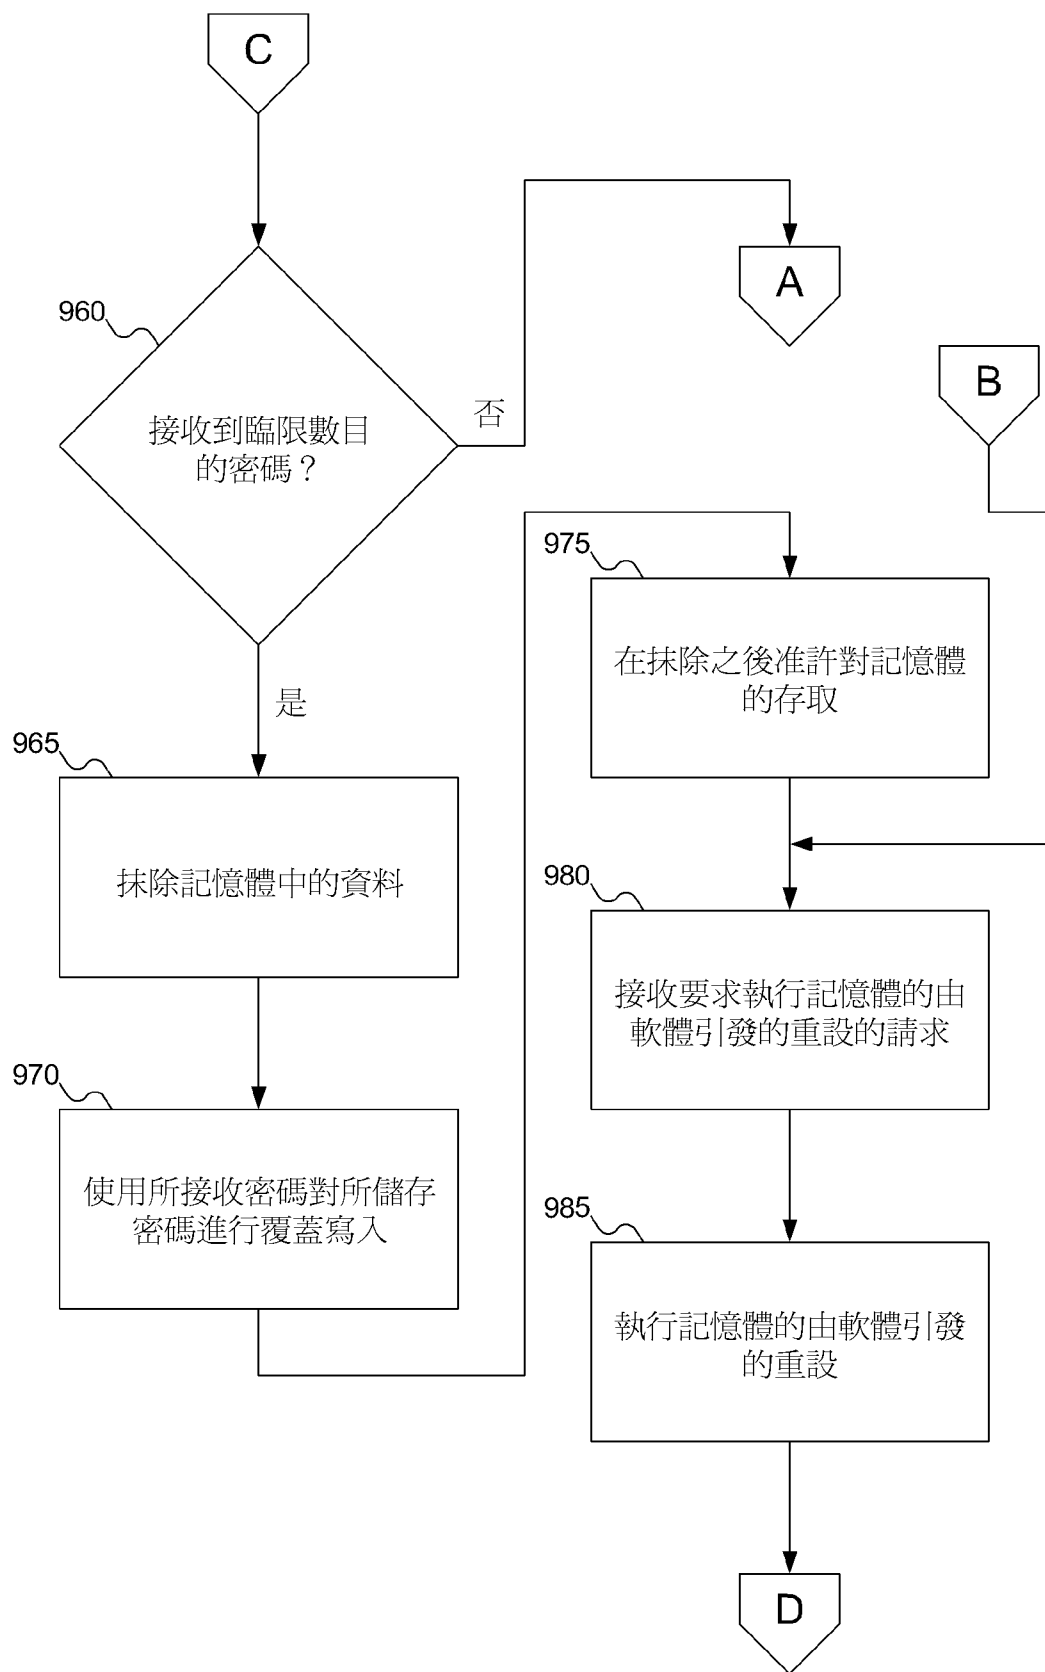 C
960
接收到臨限數目
的密碼？
否
A
B
是
965
抹除記憶體中的資料
970
使用所接收密碼對所儲存
密碼進行覆蓋寫入
975
在抹除之後准許對記憶體
的存取
980
接收要求執行記憶體的由
軟體引發的重設的請求
985
執行記憶體的由軟體引發
的重設
D